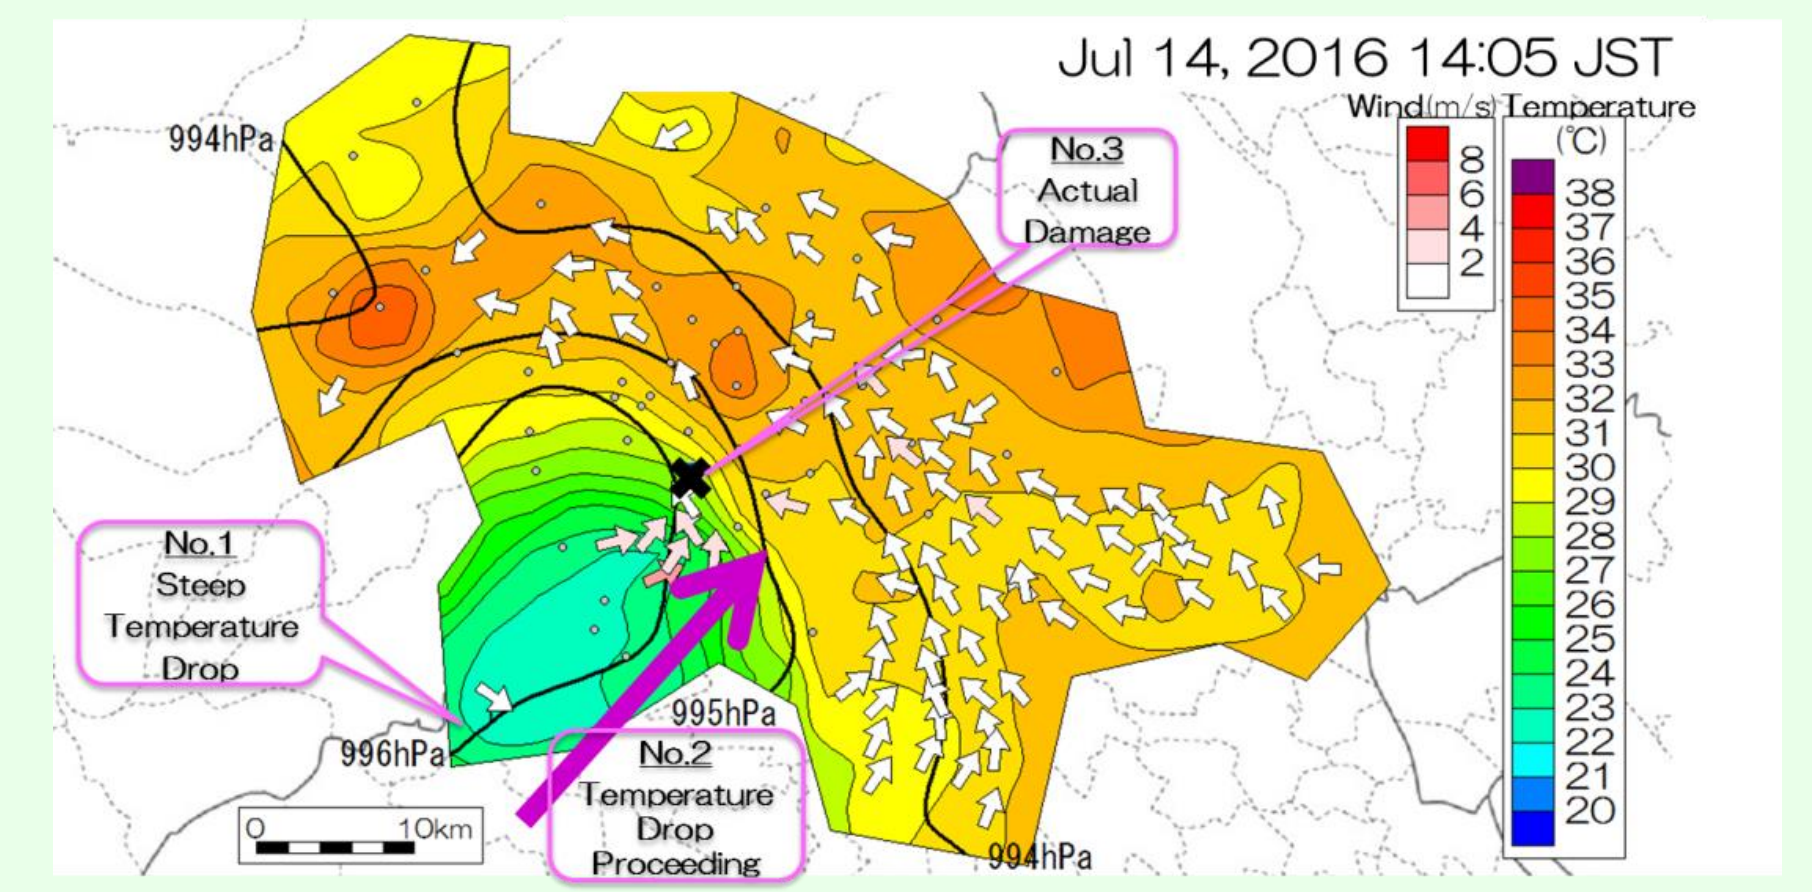 Jul 14, 2016 14:05 JST
Wind(m/s) Temperature
(℃)
8
6
4
2
38
37
36
35
34
33
32
31
30
29
28
27
26
25
24
23
22
21
20
994hPa
No.3
Actual
Damage
No.1
Steep
Temperature
Drop
995hPa
996hPa
No.2
Temperature
Drop
Proceeding
0 10km
994hPa